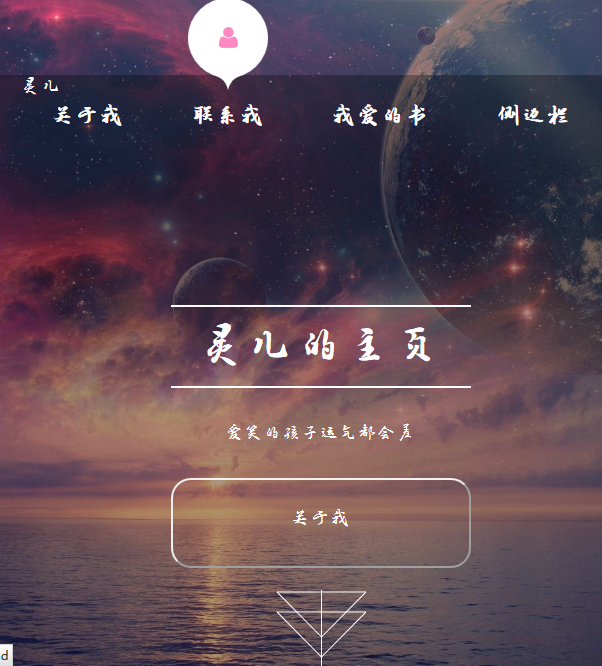 灵儿
关于我 联系我 我爱的书 侧边栏
灵儿的主页
爱笑的孩子运气都会差
关于我
d